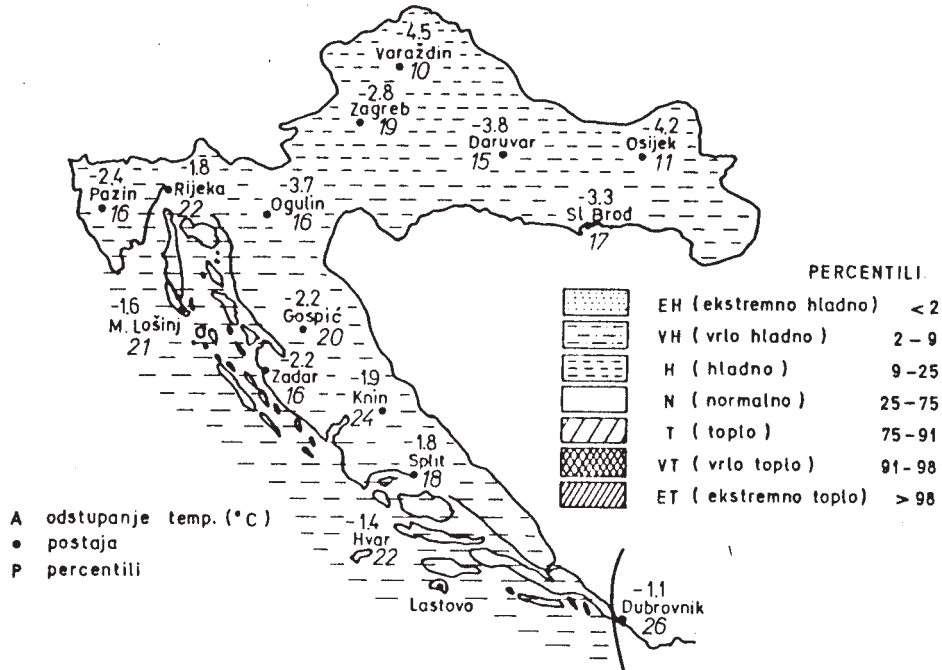 -4.5
Varaždin
10
-2.8
Zagreb
19
-3.8
Daruvar
15
-4.2
Osijek
11
-2.4
Pazin
16
-1.8
Rijeka
22
-3.7
Ogulin
16
-3.3
Sl. Brod
17
-1.6
M. Lošinj
21
-2.2
Gospić
20
-2.2
Zadar
16
-1.9
Knin
24
-1.8
Split
18
-1.4
Hvar
22
Lastovo
-1.1
Dubrovnik
26
PERCENTILI
EH (ekstremno hladno) < 2
VH (vrlo hladno) 2 - 9
H (hladno) 9 - 25
N (normalno) 25 - 75
T (toplo) 75 - 91
VT (vrlo toplo) 91 - 98
ET (ekstremno toplo) > 98
A odstupanje temp. (°C)
• postaja
P percentili